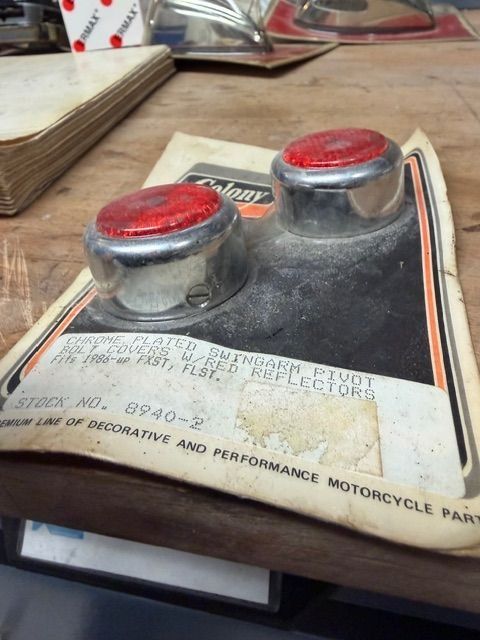 ERMAX
Colony
CHROME PLATED SWINGARM PIVOT
BOLT COVERS W/RED REFLECTORS
Fits 1986-up FXST, FLST.
STOCK NO. 8940-2
EMIUM LINE OF DECORATIVE AND PERFORMANCE MOTORCYCLE PART